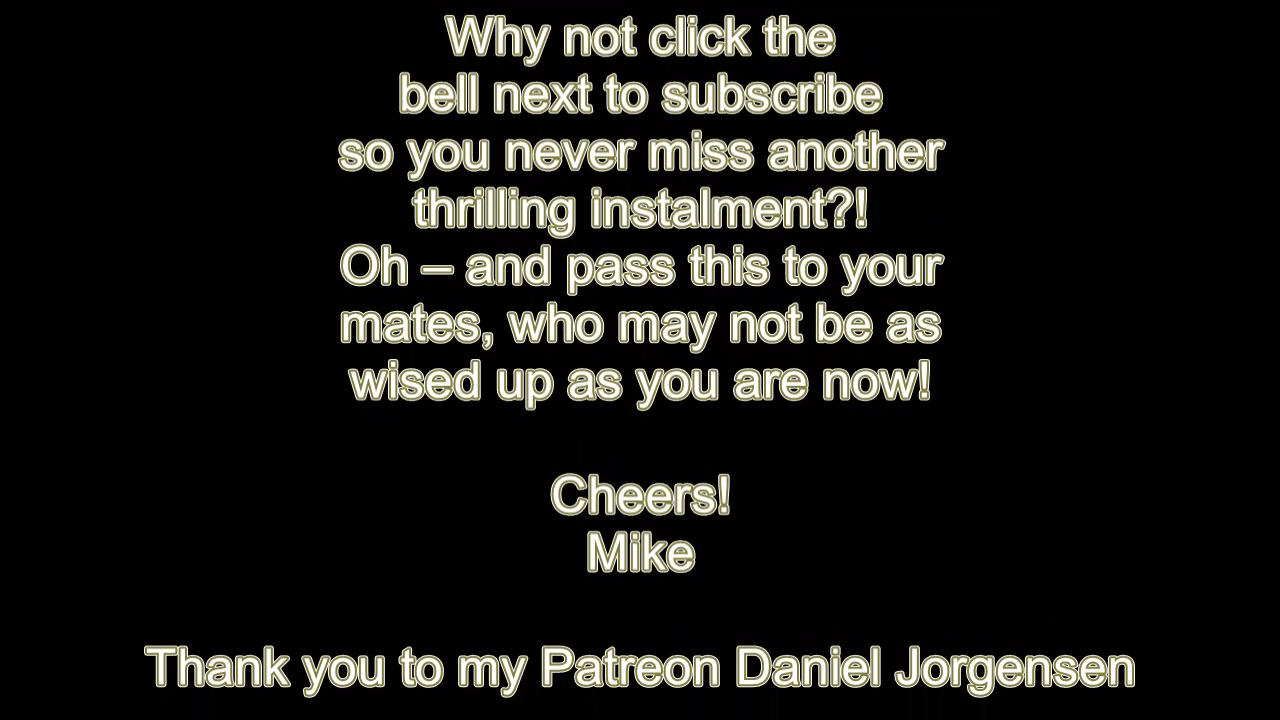 Why not click the
bell next to subscribe
so you never miss another
thrilling instalment?!
Oh – and pass this to your
mates, who may not be as
wised up as you are now!
Cheers!
Mike
Thank you to my Patreon Daniel Jorgensen